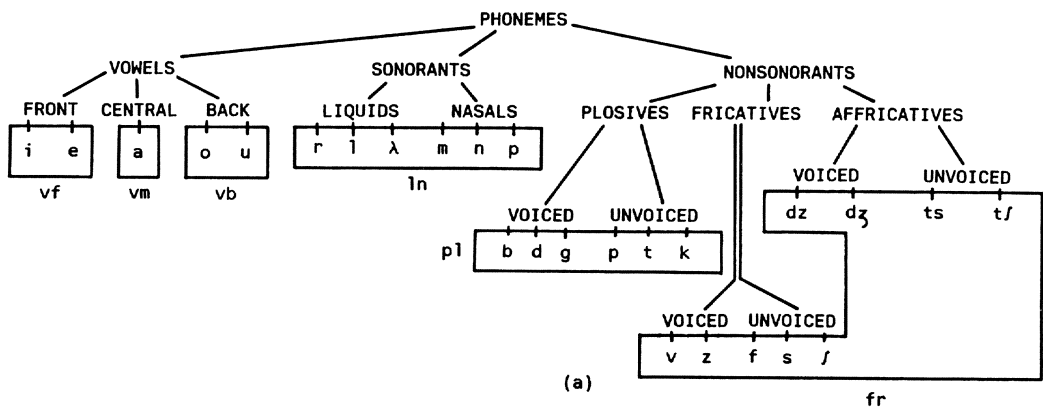 PHONEMES
VOWELS SONORANTS NONSONORANTS
FRONT CENTRAL BACK LIQUIDS NASALS PLOSIVES FRICATIVES AFFRICATIVES
i e a o u r l λ m n p
vf vm vb ln
VOICED UNVOICED
dz dʒ ts tʃ
VOICED UNVOICED
pl b d g p t k
VOICED UNVOICED
v z f s ʃ
(a)
fr